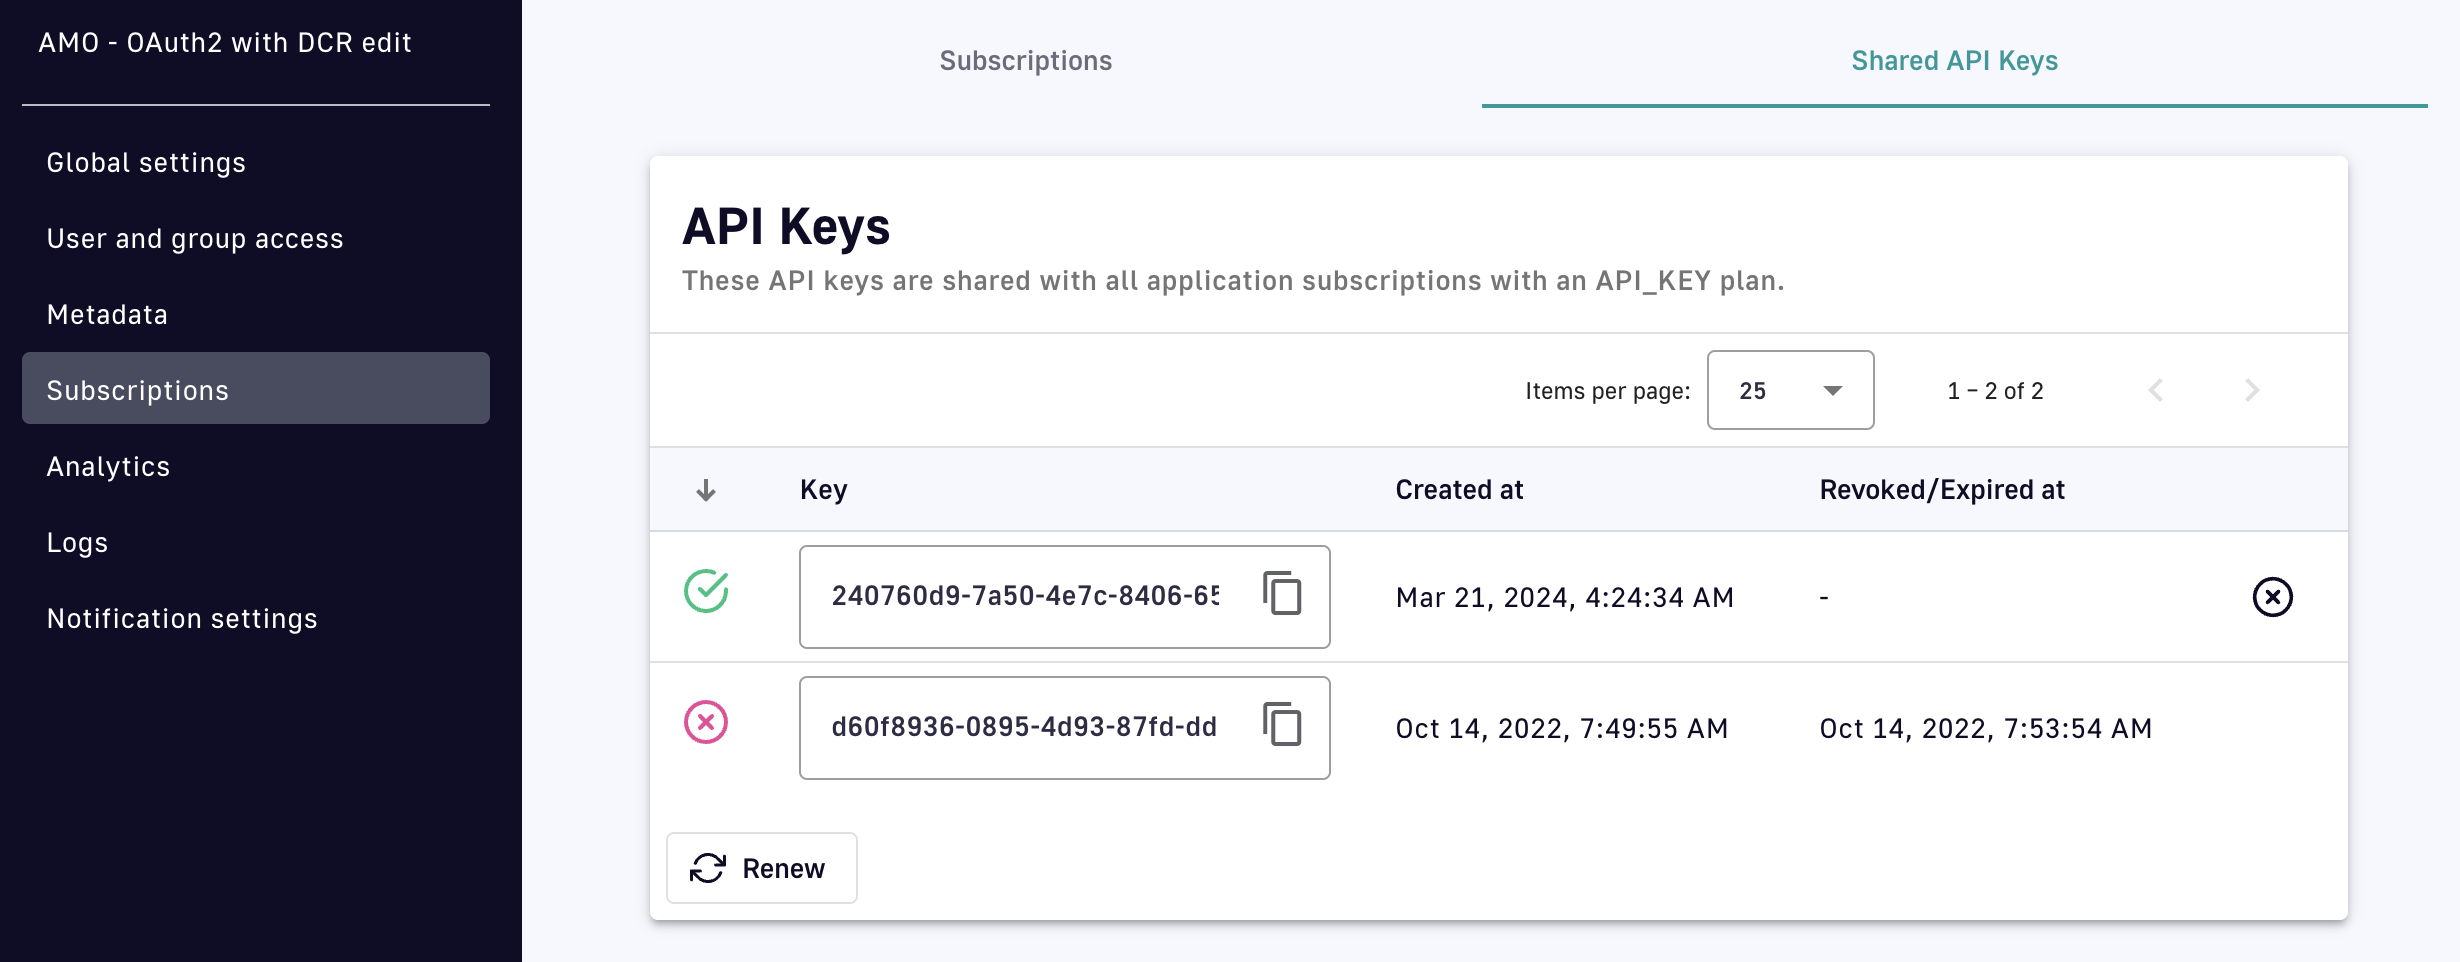 AMO - OAuth2 with DCR edit
Global settings
User and group access
Metadata
Subscriptions
Analytics
Logs
Notification settings
Subscriptions
Shared API Keys
API Keys
These API keys are shared with all application subscriptions with an API_KEY plan.
Items per page: 25 1 – 2 of 2
Key Created at Revoked/Expired at
240760d9-7a50-4e7c-8406-65 Mar 21, 2024, 4:24:34 AM -
d60f8936-0895-4d93-87fd-dd Oct 14, 2022, 7:49:55 AM Oct 14, 2022, 7:53:54 AM
Renew